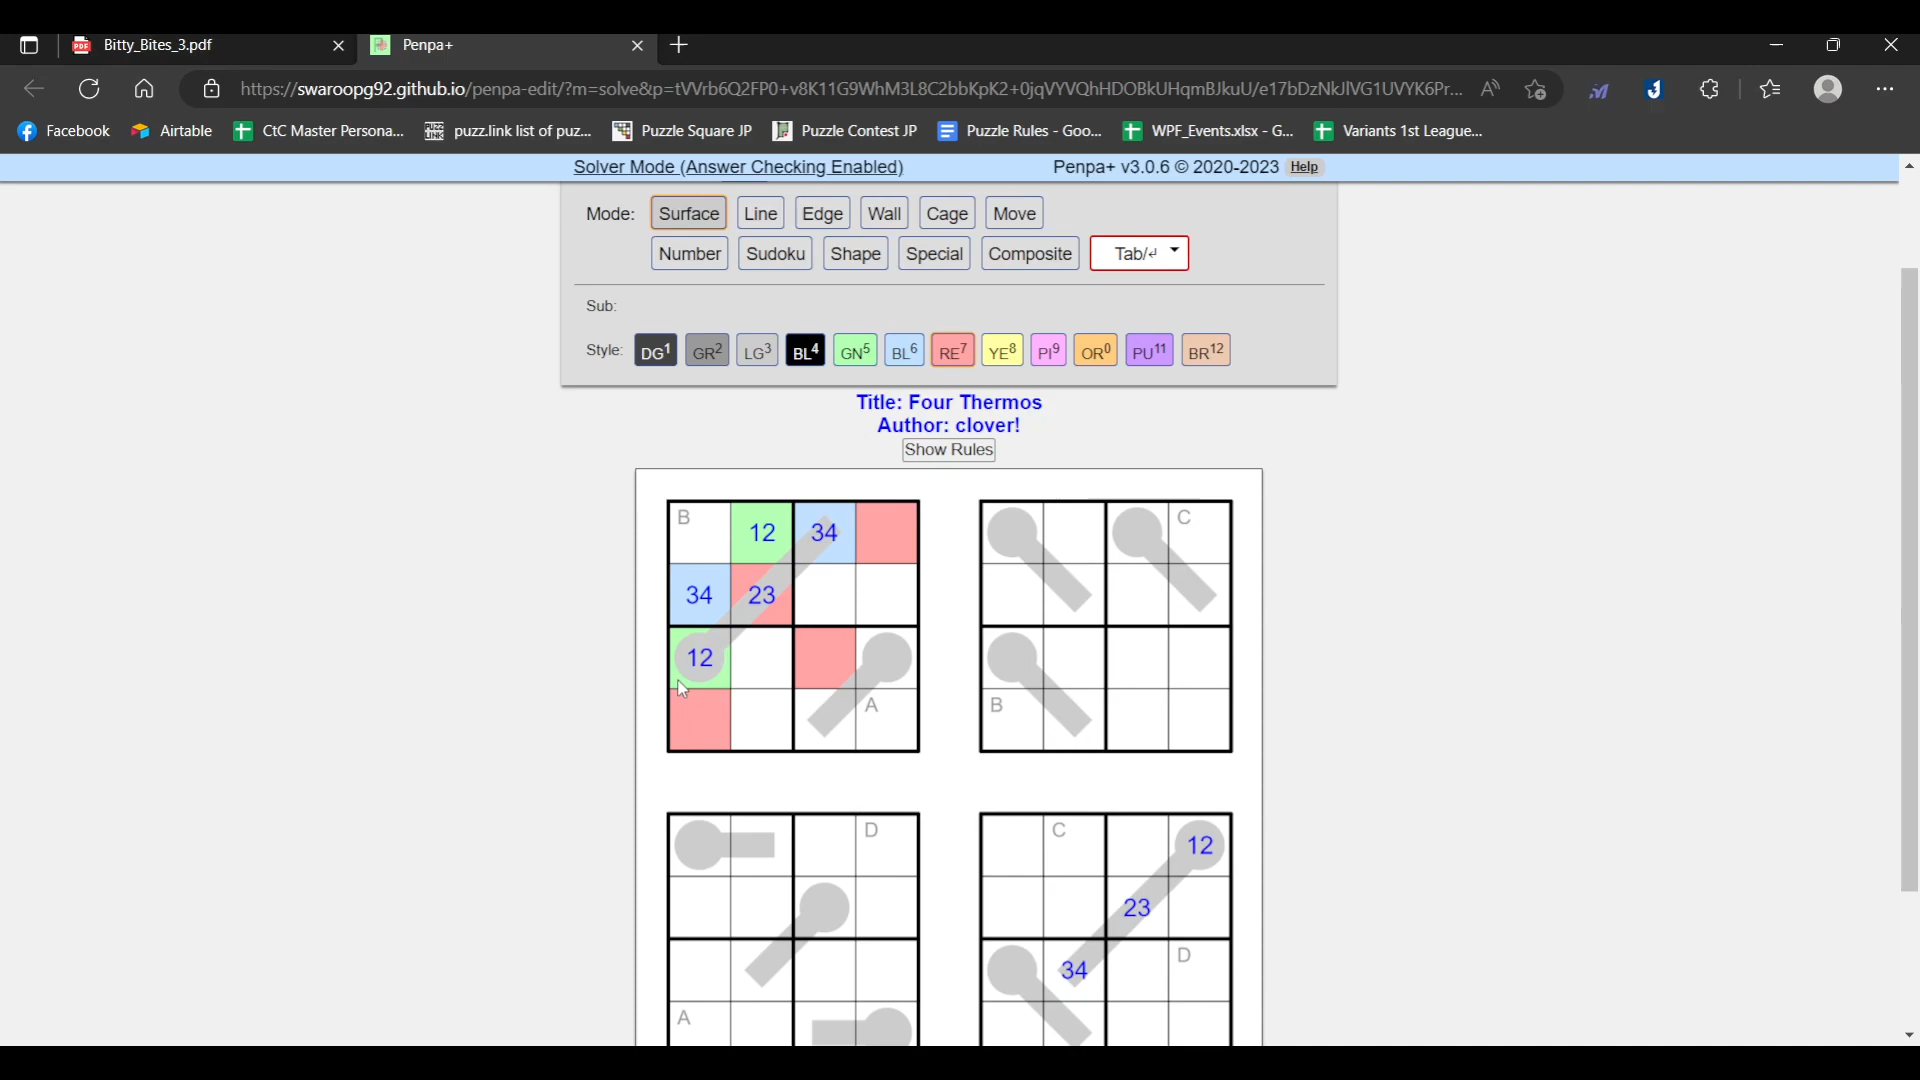 Bitty_Bites_3.pdf
Penpa+
https://swaroopg92.github.io/penpa-edit/?m=solve&p=tVVrb6Q2FP0+v8K11G9WhM3L8C2bbKpK2+0jqVYVQhHDOBkUHqmBJkuU/e17bDzNkJlVG1UVYK6Pr...
Facebook
Airtable
CtC Master Persona...
puzz.link list of puz...
Puzzle Square JP
Puzzle Contest JP
Puzzle Rules - Goo...
WPF_Events.xlsx - G...
Variants 1st League...
Solver Mode (Answer Checking Enabled)
Penpa+ v3.0.6 © 2020-2023 Help
Mode: Surface Line Edge Wall Cage Move
Number Sudoku Shape Special Composite Tab/↵
Sub:
Style: DG1 GR2 LG3 BL4 GN5 BL6 RE7 YE8 PI9 OR0 PU11 BR12
Title: Four Thermos
Author: clover!
Show Rules
B 12 34
34 23
12
A
C
B
D
A
C 12
23
34 D